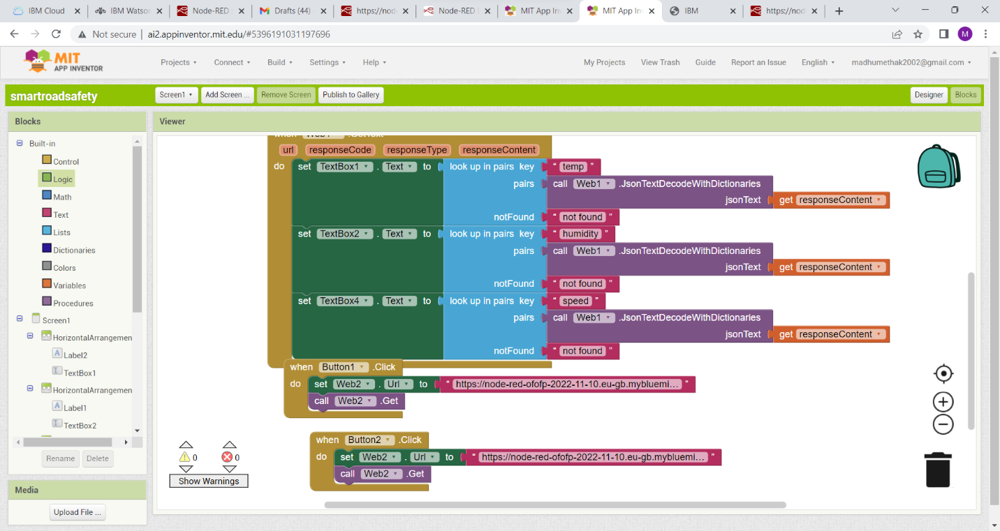 IBM Cloud
IBM Watson
Node-RED :
Drafts (44) -
https://node
Node-RED
MIT App Inv
MIT App Inv
IBM
https://nod
Not secure | ai2.appinventor.mit.edu/#5396191031197696
M
MIT
APP INVENTOR
Projects
Connect
Build
Settings
Help
My Projects
View Trash
Guide
Report an Issue
English
madhumethak2002@gmail.com
smartroadsafety
Screen1
Add Screen ...
Remove Screen
Publish to Gallery
Designer
Blocks
Blocks
Built-in
Control
Logic
Math
Text
Lists
Dictionaries
Colors
Variables
Procedures
Screen1
HorizontalArrangemen
Label2
TextBox1
HorizontalArrangemen
Label1
TextBox2
Rename
Delete
Media
Upload File ...
Viewer
when Web1 .GotText
url responseCode responseType responseContent
do set TextBox1 . Text to look up in pairs key “ temp ”
pairs call Web1 .JsonTextDecodeWithDictionaries
jsonText get responseContent
notFound “ not found ”
set TextBox2 . Text to look up in pairs key “ humidity ”
pairs call Web1 .JsonTextDecodeWithDictionaries
jsonText get responseContent
notFound “ not found ”
set TextBox4 . Text to look up in pairs key “ speed ”
pairs call Web1 .JsonTextDecodeWithDictionaries
jsonText get responseContent
notFound “ not found ”
when Button1 .Click
do set Web2 . Url to “ https://node-red-ofofp-2022-11-10.eu-gb.mybluemi... ”
call Web2 .Get
when Button2 .Click
do set Web2 . Url to “ https://node-red-ofofp-2022-11-10.eu-gb.mybluemi... ”
call Web2 .Get
0
0
Show Warnings